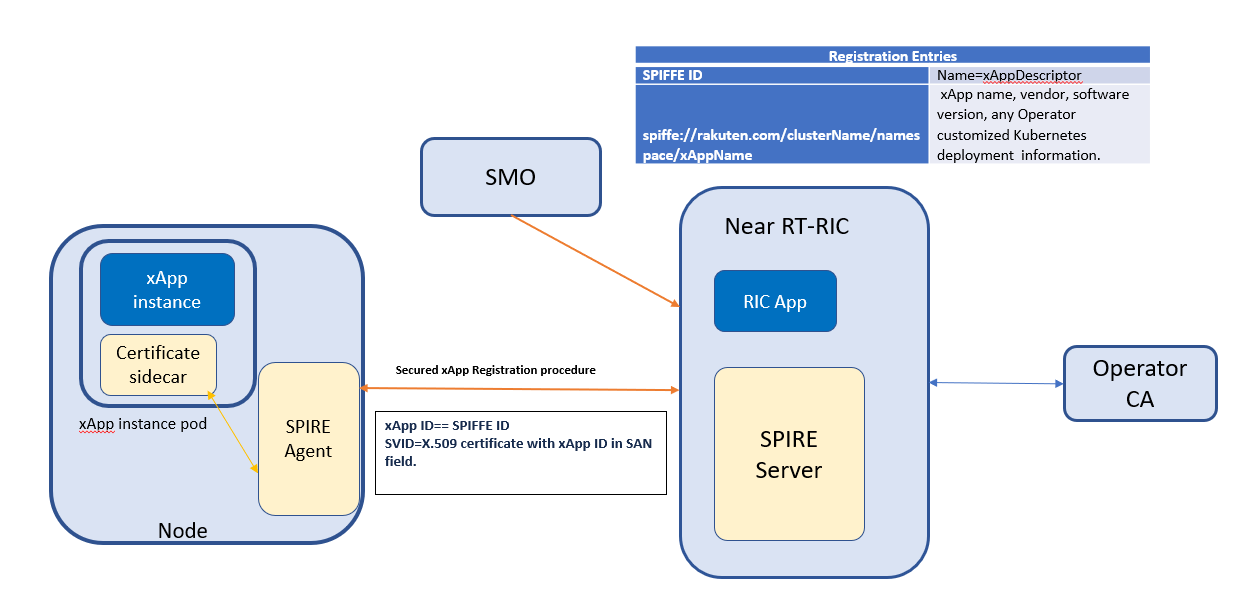 Registration Entries
SPIFFE ID
Name=xAppDescriptor
spiffe://rakuten.com/clusterName/names
pace/xAppName
xApp name, vendor, software
version, any Operator
customized Kubernetes
deployment information.
SMO
Near RT-RIC
RIC App
SPIRE
Server
xApp
instance
Certificate
sidecar
xApp instance pod
SPIRE
Agent
Node
Secured xApp Registration procedure
xApp ID== SPIFFE ID
SVID=X.509 certificate with xApp ID in SAN
field.
Operator
CA